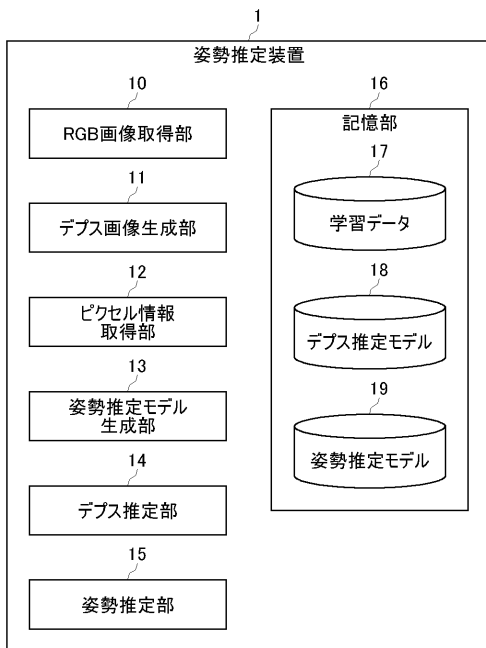 1
姿勢推定装置
10
RGB画像取得部
11
デプス画像生成部
12
ピクセル情報
取得部
13
姿勢推定モデル
生成部
14
デプス推定部
15
姿勢推定部
16
記憶部
17
学習データ
18
デプス推定モデル
19
姿勢推定モデル